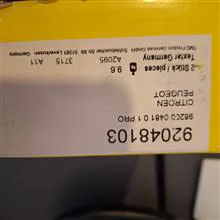 92048103
982C0 0481 01 PRO
CITROEN
PEUGEOT
2 Stück / pieces 9.6
Textar Germany A2095 3715 A11
TMD Friction Services GmbH Schlebuscher Str. 99 51381 Leverkusen Germany